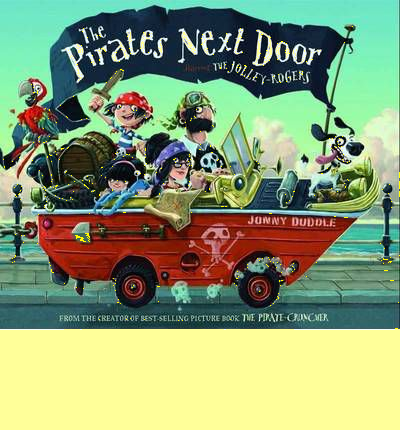 The
Pirates Next Door
Starring THE JOLLEY-ROGERS
JONNY DUDDLE
FROM THE CREATOR OF BEST-SELLING PICTURE BOOK THE PIRATE-CRUNCHER